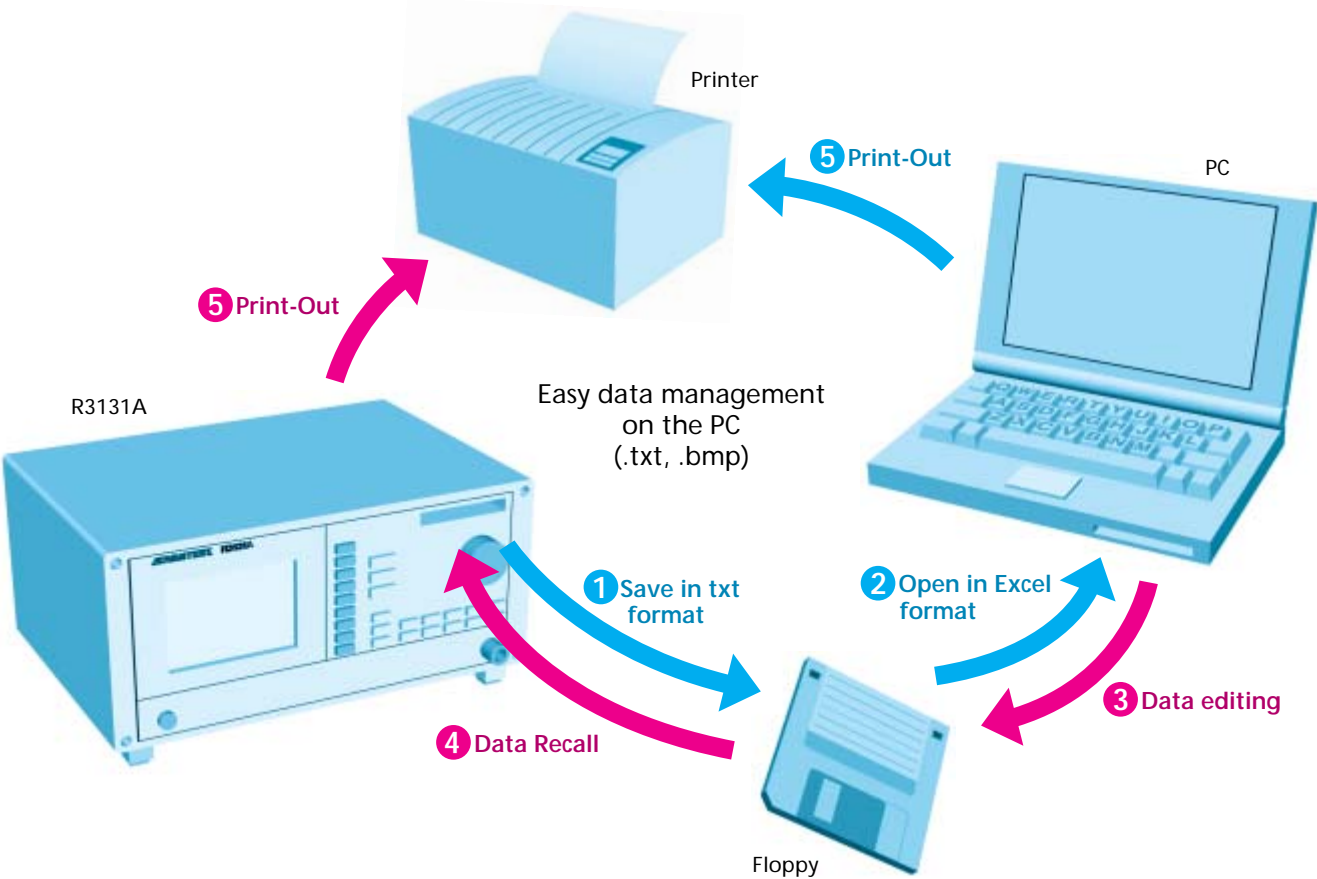 Printer
5 Print-Out
PC
5 Print-Out
R3131A
Easy data management
on the PC
(.txt, .bmp)
1 Save in txt
format
2 Open in Excel
format
3 Data editing
4 Data Recall
Floppy
ADVANTEST
Q W E R T Y U I O P
A S D F G H J K L
Z X C V B N M